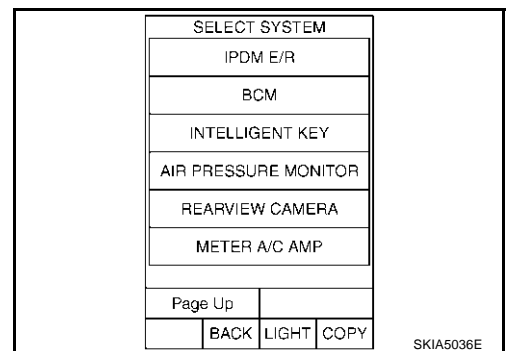 SELECT SYSTEM
IPDM E/R
BCM
INTELLIGENT KEY
AIR PRESSURE MONITOR
REARVIEW CAMERA
METER A/C AMP
Page Up
BACK LIGHT COPY
SKIA5036E